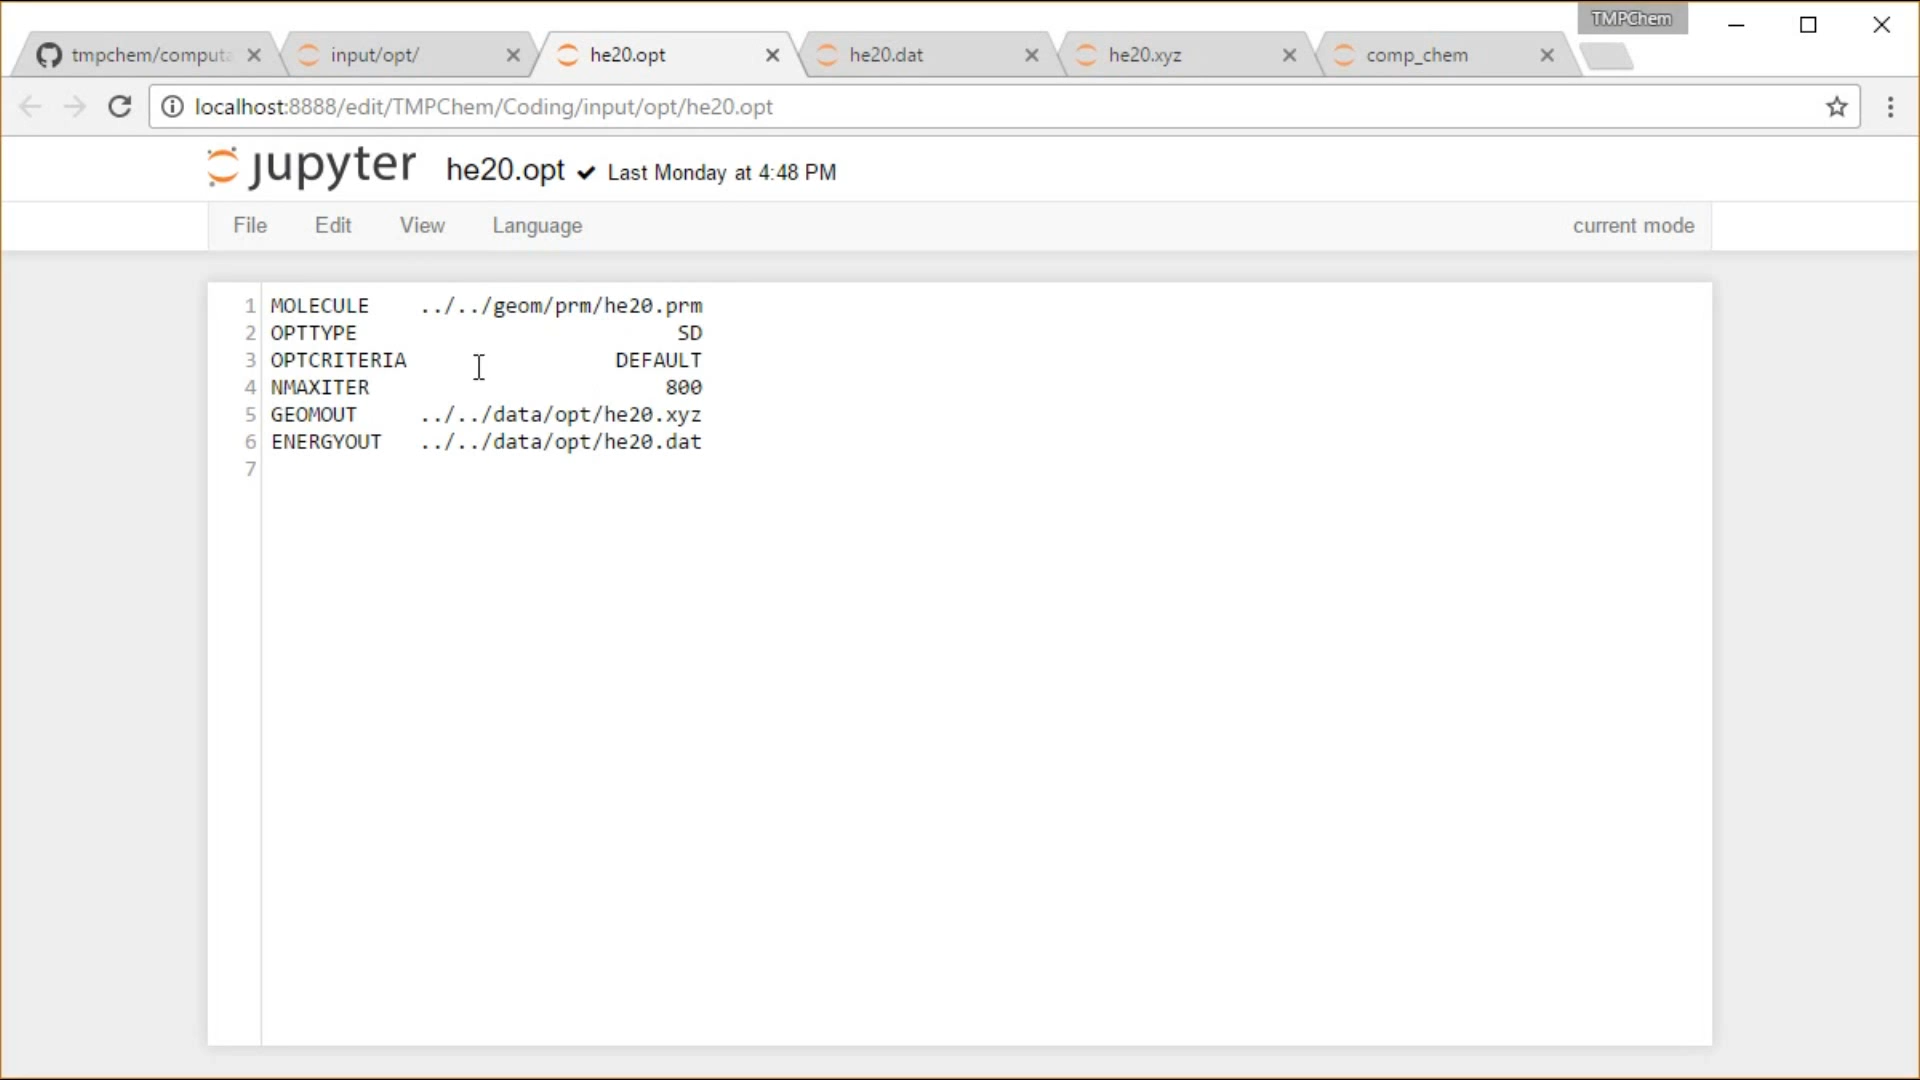 TMPChem
tmpchem/computa
input/opt/
he20.opt
he20.dat
he20.xyz
comp_chem
localhost:8888/edit/TMPChem/Coding/input/opt/he20.opt
jupyter he20.opt Last Monday at 4:48 PM
File Edit View Language current mode
1 MOLECULE ../../geom/prm/he20.prm
2 OPTTYPE SD
3 OPTCRITERIA DEFAULT
4 NMAXITER 800
5 GEOMOUT ../../data/opt/he20.xyz
6 ENERGYOUT ../../data/opt/he20.dat
7